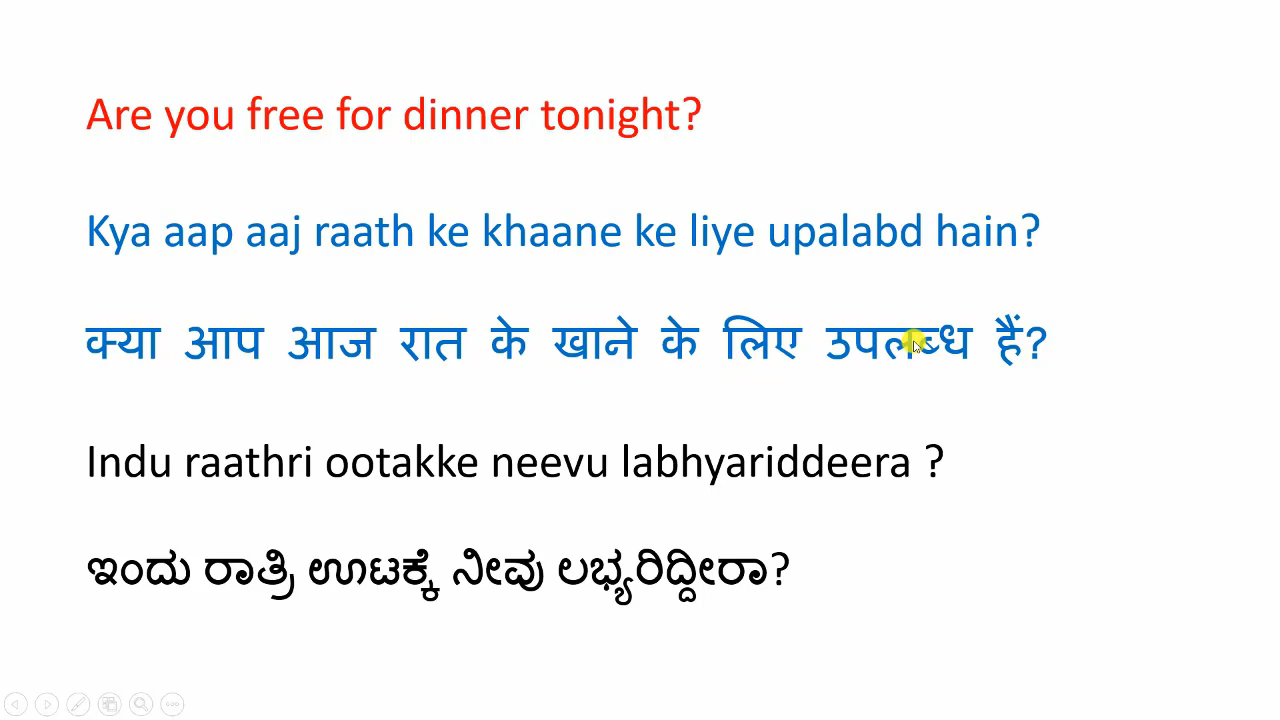 Are you free for dinner tonight?
Kya aap aaj raath ke khaane ke liye upalabd hain?
क्या आप आज रात के खाने के लिए उपलब्ध हैं?
Indu raathri ootakke neevu labhyariddeera ?
ಇಂದು ರಾತ್ರಿ ಊಟಕ್ಕೆ ನೀವು ಲಭ್ಯರಿದ್ದೀರಾ?